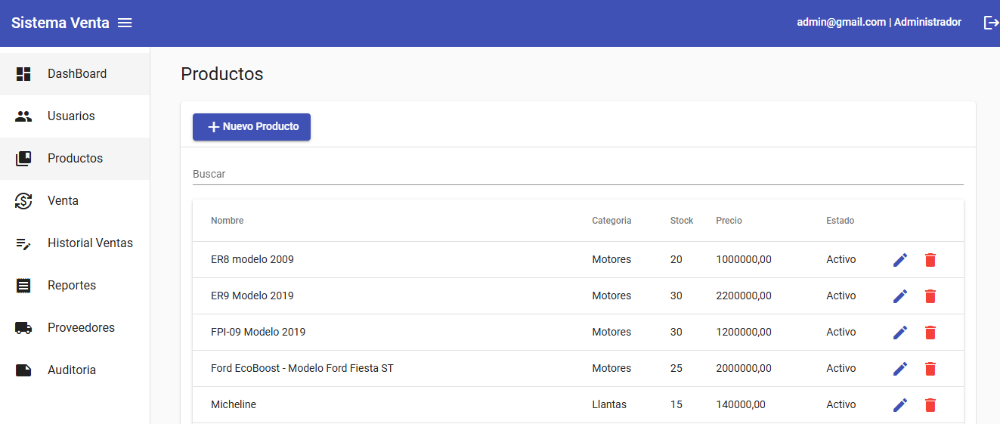 Sistema Venta
admin@gmail.com | Administrador
DashBoard
Usuarios
Productos
Venta
Historial Ventas
Reportes
Proveedores
Auditoria
Productos
Nuevo Producto
Buscar
Nombre Categoria Stock Precio Estado
ER8 modelo 2009 Motores 20 1000000,00 Activo
ER9 Modelo 2019 Motores 30 2200000,00 Activo
FPI-09 Modelo 2019 Motores 30 1200000,00 Activo
Ford EcoBoost - Modelo Ford Fiesta ST Motores 25 2000000,00 Activo
Micheline Llantas 15 140000,00 Activo